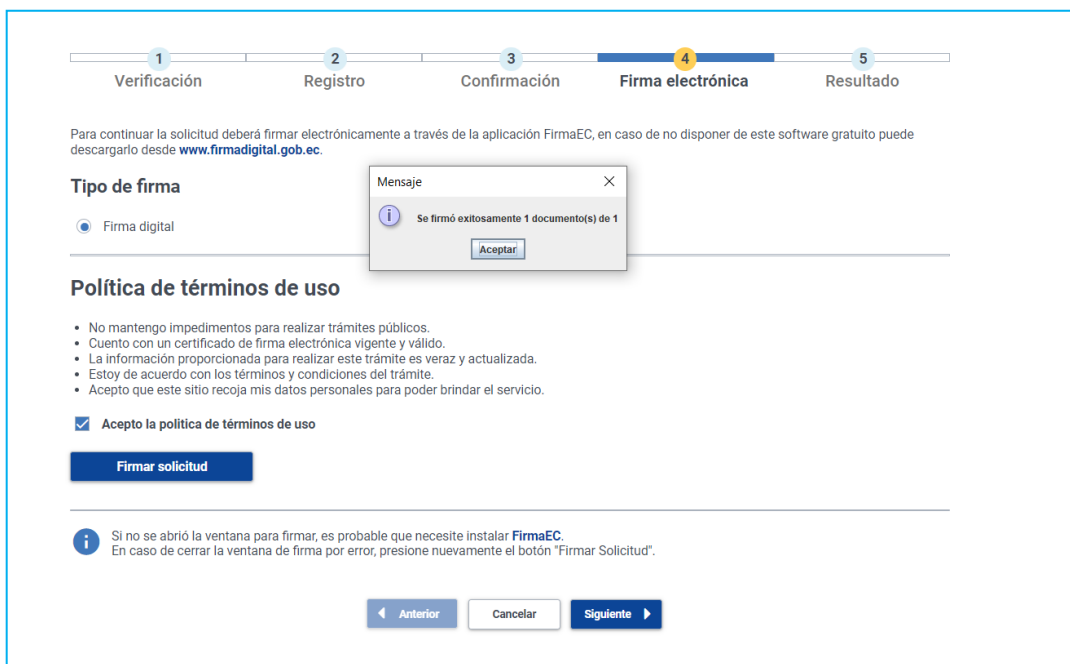 1 2 3 4 5
Verificación Registro Confirmación Firma electrónica Resultado
Para continuar la solicitud deberá firmar electrónicamente a través de la aplicación FirmaEC, en caso de no disponer de este software gratuito puede
descargarlo desde www.firmadigital.gob.ec.
Mensaje
Se firmó exitosamente 1 documento(s) de 1
Aceptar
Tipo de firma
Firma digital
Política de términos de uso
• No mantengo impedimentos para realizar trámites públicos.
• Cuento con un certificado de firma electrónica vigente y válido.
• La información proporcionada para realizar este trámite es veraz y actualizada.
• Estoy de acuerdo con los términos y condiciones del trámite.
• Acepto que este sitio recoja mis datos personales para poder brindar el servicio.
Acepto la politica de términos de uso
Firmar solicitud
Si no se abrió la ventana para firmar, es probable que necesite instalar FirmaEC.
En caso de cerrar la ventana de firma por error, presione nuevamente el botón "Firmar Solicitud".
Anterior Cancelar Siguiente